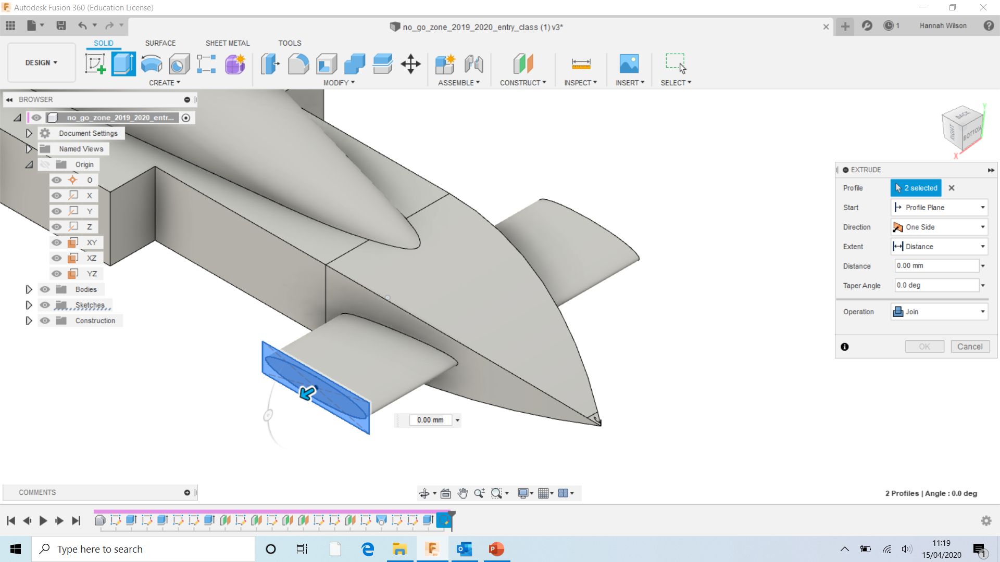 Autodesk Fusion 360 (Education License)
no_go_zone_2019_2020_entry_class (1) v3*
1
Hannah Wilson
DESIGN
SOLID
SURFACE
SHEET METAL
TOOLS
CREATE
MODIFY
ASSEMBLE
CONSTRUCT
INSPECT
INSERT
SELECT
BROWSER
no_go_zone_2019_2020_entr...
Document Settings
Named Views
Origin
O
X
Y
Z
XY
XZ
YZ
Bodies
Sketches
Construction
BACK
RIGHT
BOTTOM
Y
X
EXTRUDE
Profile
2 selected
Start
Profile Plane
Direction
One Side
Extent
Distance
Distance
0.00 mm
Taper Angle
0.0 deg
Operation
Join
OK
Cancel
0.00 mm
COMMENTS
2 Profiles | Angle : 0.0 deg
Type here to search
11:19
15/04/2020
1